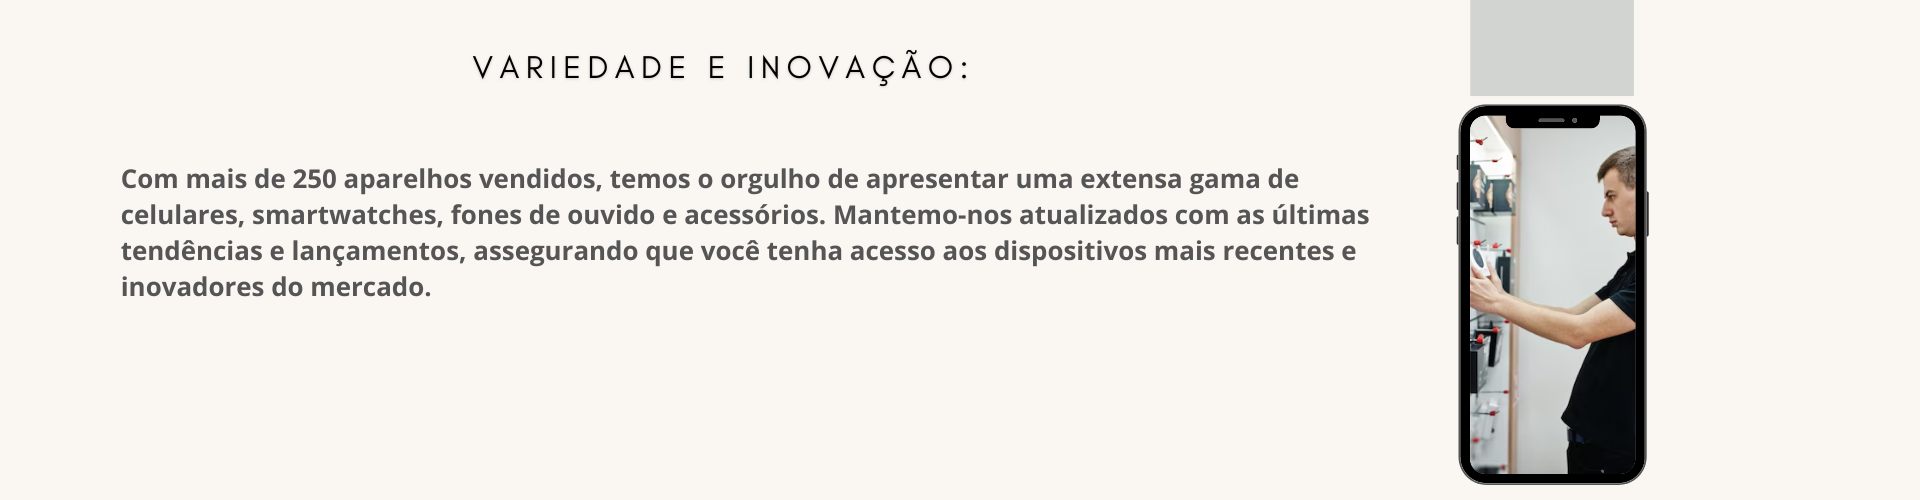 VARIEDADE E INOVAÇÃO:
Com mais de 250 aparelhos vendidos, temos o orgulho de apresentar uma extensa gama de
celulares, smartwatches, fones de ouvido e acessórios. Mantemo-nos atualizados com as últimas
tendências e lançamentos, assegurando que você tenha acesso aos dispositivos mais recentes e
inovadores do mercado.